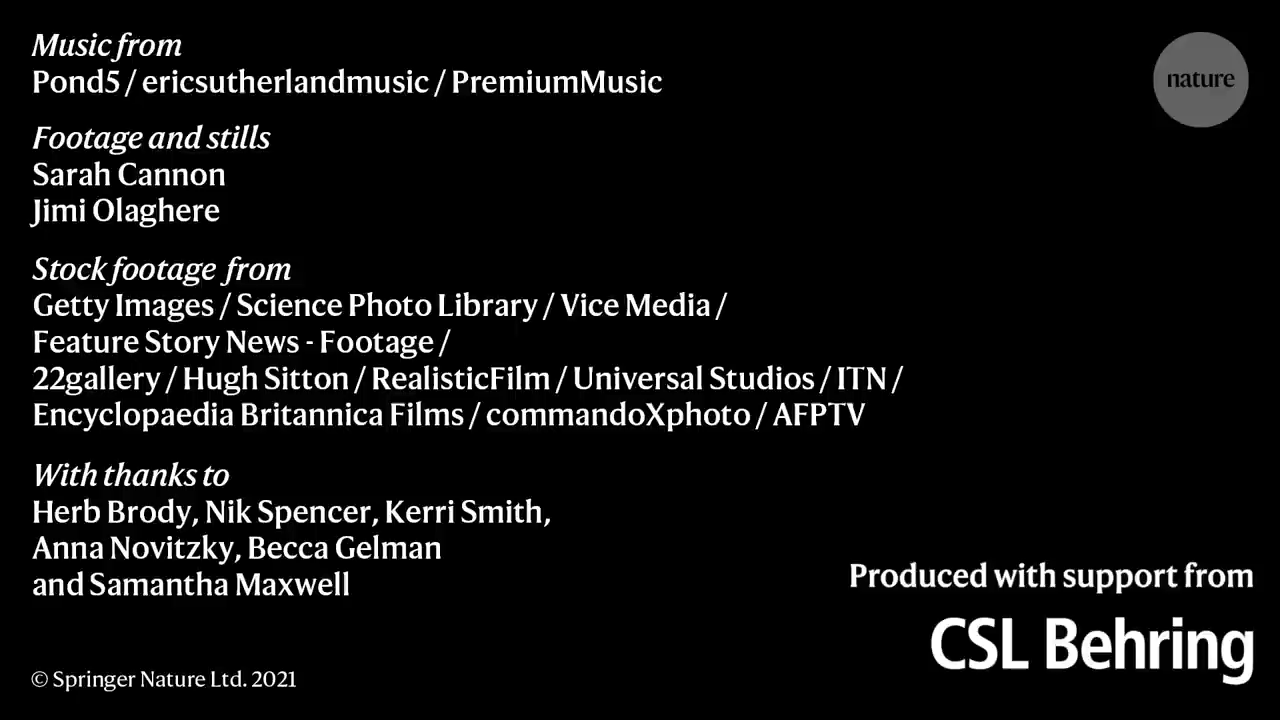 Music from
Pond5 / ericsutherlandmusic / PremiumMusic
Footage and stills
Sarah Cannon
Jimi Olaghere
Stock footage from
Getty Images / Science Photo Library / Vice Media /
Feature Story News - Footage /
22gallery / Hugh Sitton / RealisticFilm / Universal Studios / ITN /
Encyclopaedia Britannica Films / commandoXphoto / AFPTV
With thanks to
Herb Brody, Nik Spencer, Kerri Smith,
Anna Novitzky, Becca Gelman
and Samantha Maxwell
© Springer Nature Ltd. 2021
nature
Produced with support from
CSL Behring